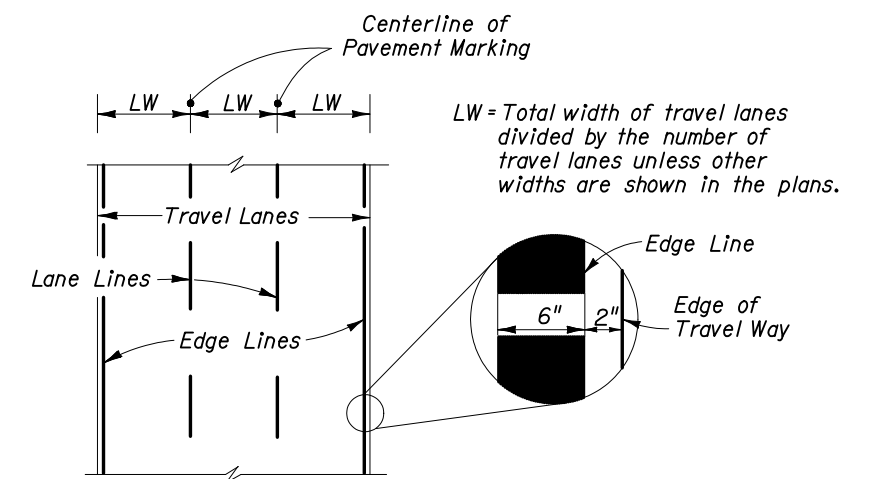 Centerline of
Pavement Marking
LW
LW
LW
LW = Total width of travel lanes
divided by the number of
travel lanes unless other
widths are shown in the plans.
Travel Lanes
Edge Line
Lane Lines
6"
2"
Edge of
Travel Way
Edge Lines